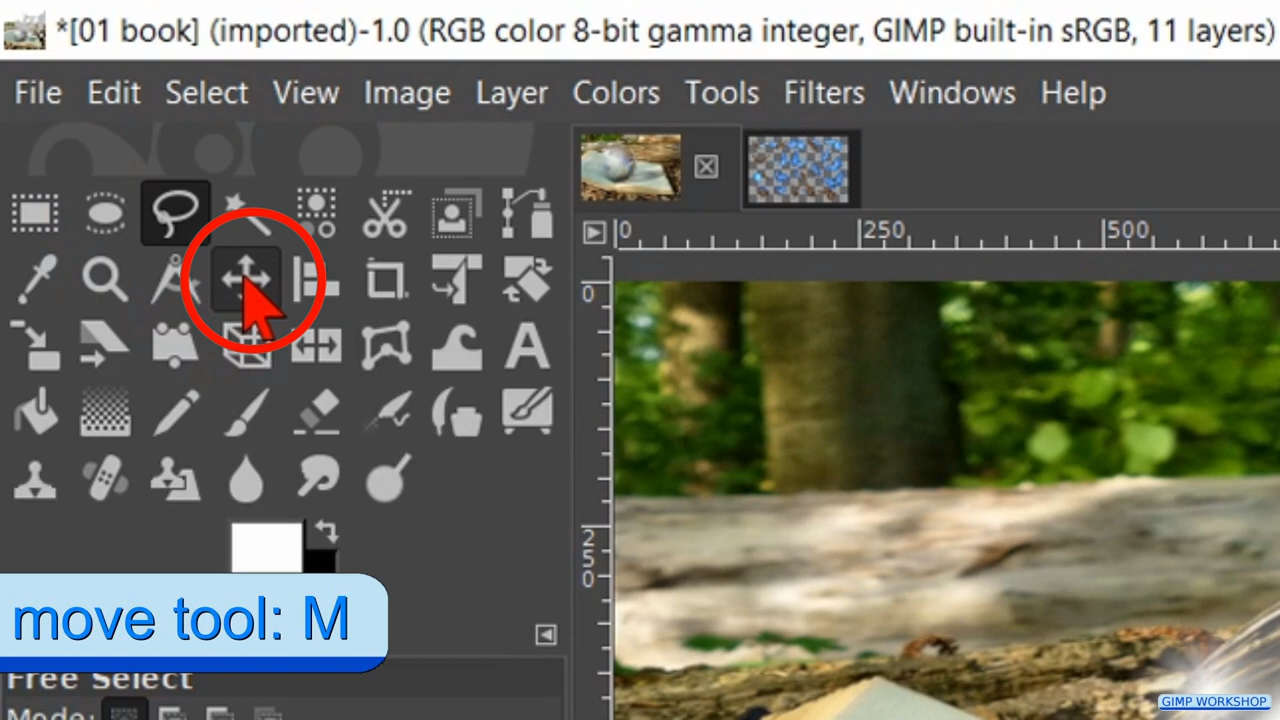 *[01 book] (imported)-1.0 (RGB color 8-bit gamma integer, GIMP built-in sRGB, 11 layers)
File Edit Select View Image Layer Colors Tools Filters Windows Help
0 250 500
0
250
move tool: M
Free Select
Mode:
GIMP WORKSHOP